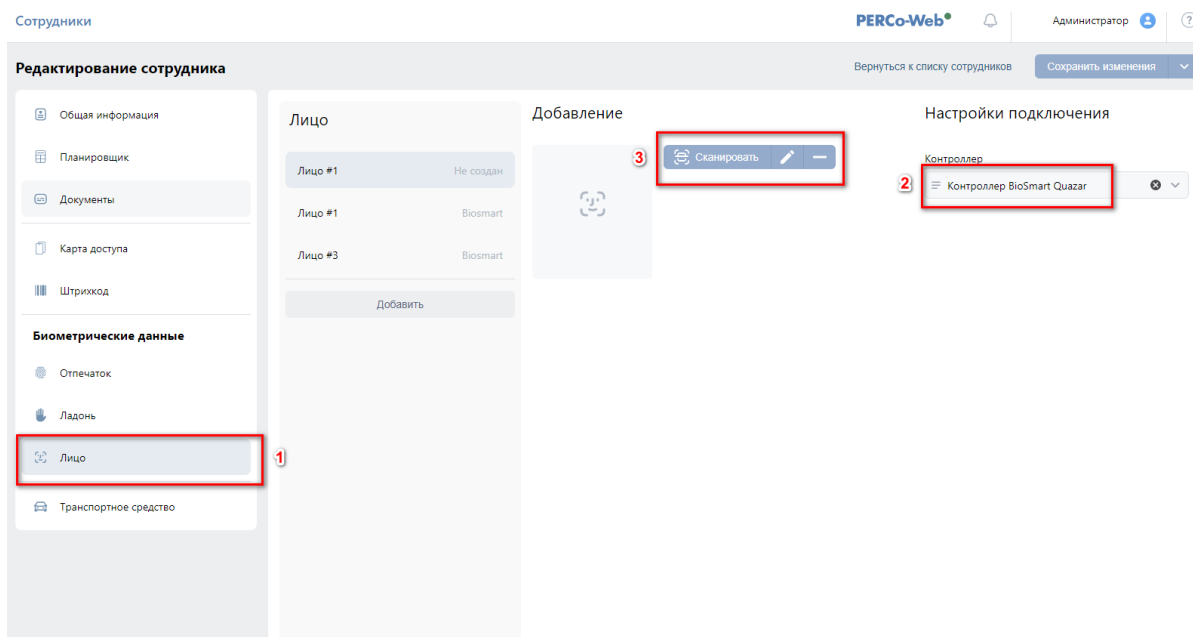 Сотрудники
PERCo-Web
Администратор
?
Редактирование сотрудника
Вернуться к списку сотрудников
Сохранить изменения
Общая информация
Планировщик
Документы
Карта доступа
Штрихкод
Биометрические данные
Отпечаток
Ладонь
Лицо
1
Транспортное средство
Лицо
Лицо #1
Не создан
Лицо #1
Biosmart
Лицо #3
Biosmart
Добавить
Добавление
3
Сканировать
Настройки подключения
Контроллер
2
Контроллер BioSmart Quazar